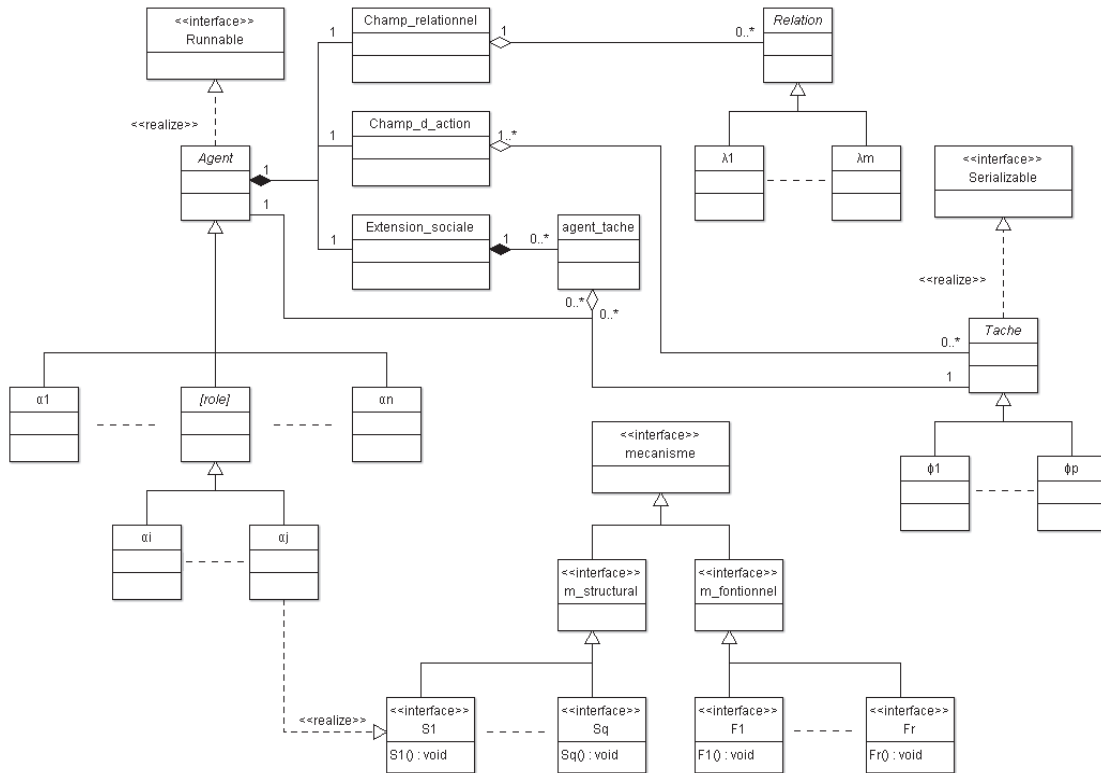 <<interface>>
Runnable
<<realize>>
Agent
1
1
Champ_relationnel
1
1
Champ_d_action
1
1..*
Extension_sociale
1
1
0..*
agent_tache
0..*
0..*
0..*
Relation
λ1
λm
<<interface>>
Serializable
<<realize>>
Tache
0..*
1
ϕ1
ϕp
α1
[role]
αn
αi
αj
<<realize>>
<<interface>>
mecanisme
<<interface>>
m_structural
<<interface>>
m_fontionnel
<<interface>>
S1
S1() : void
<<interface>>
Sq
Sq() : void
<<interface>>
F1
F1() : void
<<interface>>
Fr
Fr() : void